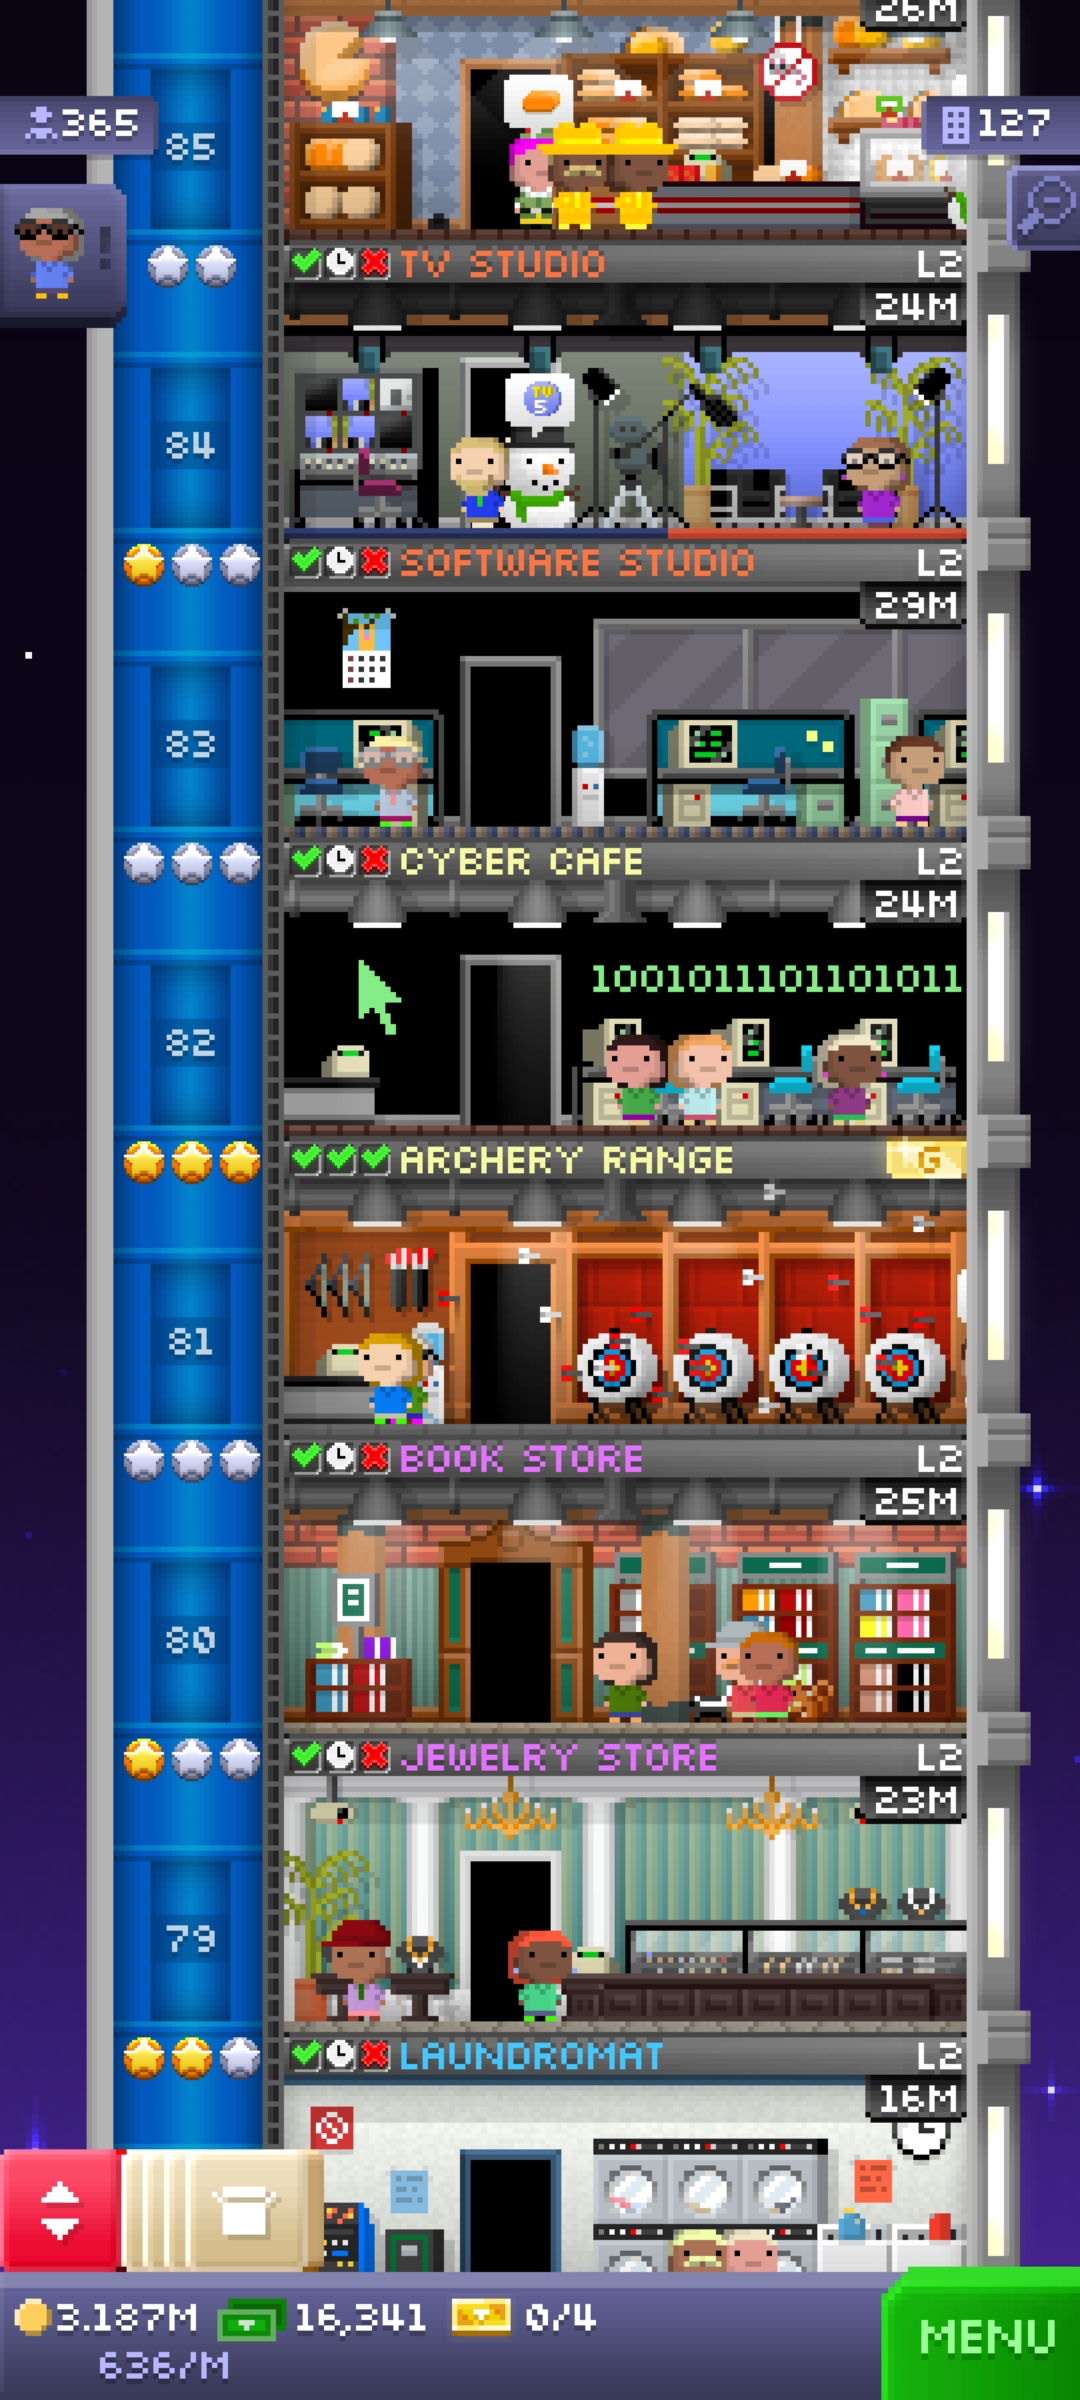 26M
365
127
85
TV STUDIO L2
24M
TV
5
84
SOFTWARE STUDIO L2
29M
83
CYBER CAFE L2
24M
1001011101101011
82
ARCHERY RANGE G
81
BOOK STORE L2
25M
80
JEWELRY STORE L2
23M
79
LAUNDROMAT L2
16M
3.187M 16,341 0/4
636/M
MENU